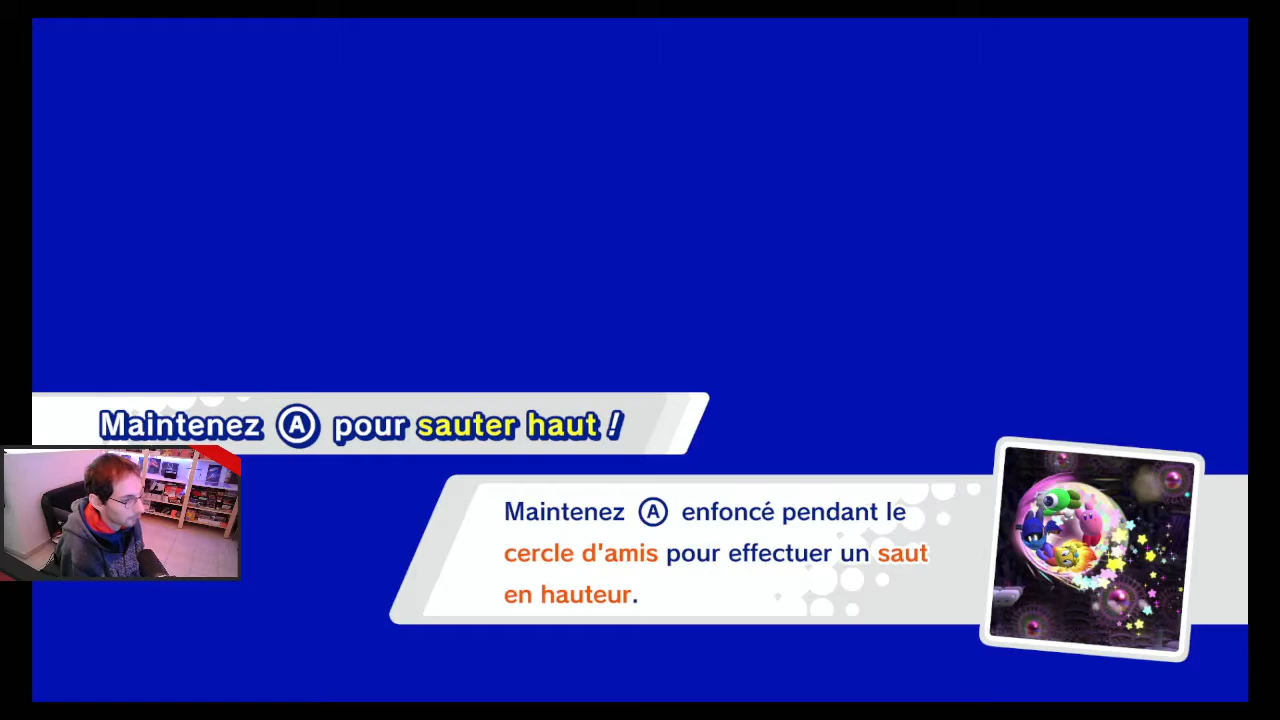 Maintenez A pour sauter haut !
Maintenez A enfoncé pendant le
cercle d'amis pour effectuer un saut
en hauteur.